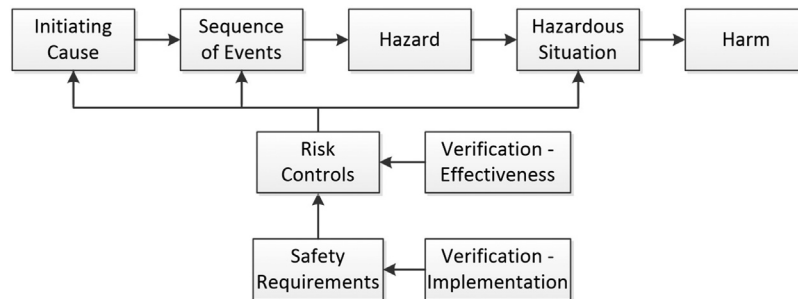 Initiating
Cause
Sequence
of Events
Hazard
Hazardous
Situation
Harm
Risk
Controls
Verification -
Effectiveness
Safety
Requirements
Verification -
Implementation